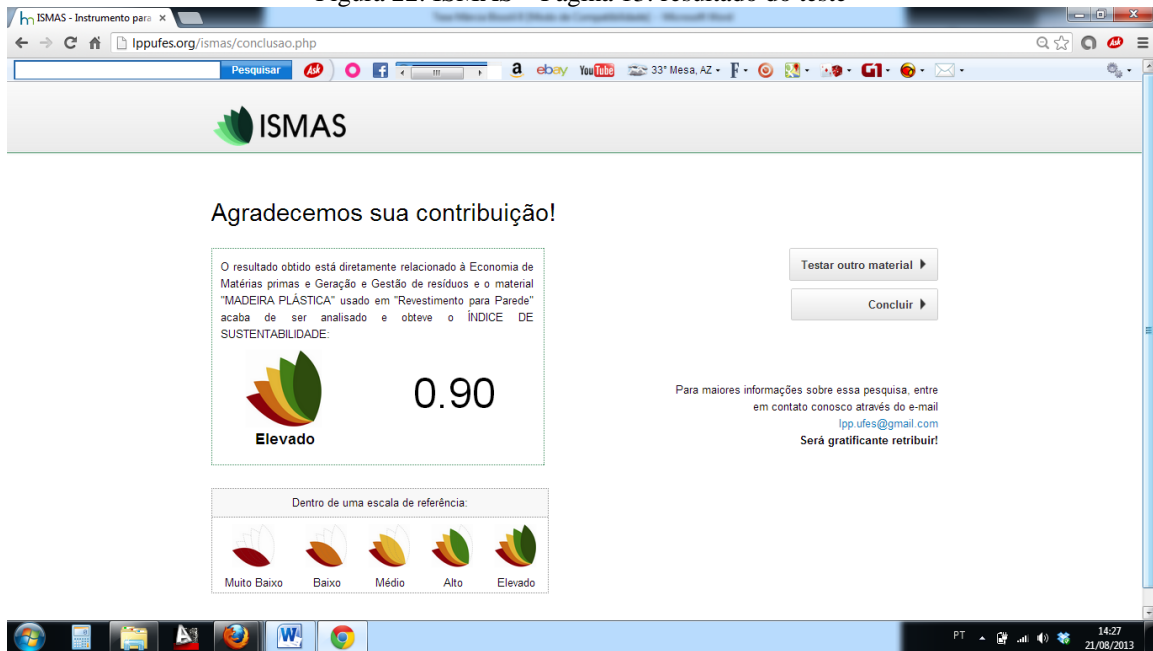 ISMAS - Instrumento para
lppufes.org/ismas/conclusao.php
Pesquisar Ask a ebay YouTube 33° Mesa, AZ F G1
ISMAS
Agradecemos sua contribuição!
O resultado obtido está diretamente relacionado à Economia de
Matérias primas e Geração e Gestão de resíduos e o material
"MADEIRA PLÁSTICA" usado em "Revestimento para Parede"
acaba de ser analisado e obteve o ÍNDICE DE
SUSTENTABILIDADE:
0.90
Elevado
Testar outro material
Concluir
Para maiores informações sobre essa pesquisa, entre
em contato conosco através do e-mail
lpp.ufes@gmail.com
Será gratificante retribuir!
Dentro de uma escala de referência:
Muito Baixo Baixo Médio Alto Elevado
PT 14:27
21/08/2013